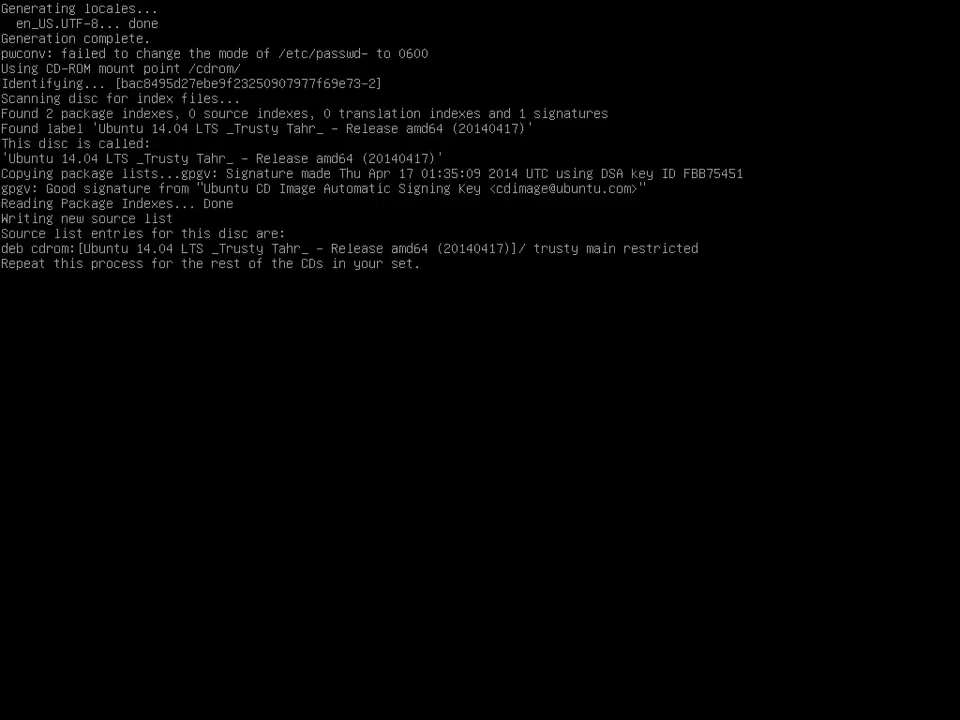 Generating locales...
  en_US.UTF-8... done
Generation complete.
pwconv: failed to change the mode of /etc/passwd- to 0600
Using CD-ROM mount point /cdrom/
Identifying... [bac8495d27ebe9f23250907977f69e73-2]
Scanning disc for index files...
Found 2 package indexes, 0 source indexes, 0 translation indexes and 1 signatures
Found label 'Ubuntu 14.04 LTS _Trusty Tahr_ - Release amd64 (20140417)'
This disc is called:
'Ubuntu 14.04 LTS _Trusty Tahr_ - Release amd64 (20140417)'
Copying package lists...gpgv: Signature made Thu Apr 17 01:35:09 2014 UTC using DSA key ID FBB75451
gpgv: Good signature from "Ubuntu CD Image Automatic Signing Key <cdimage@ubuntu.com>"
Reading Package Indexes... Done
Writing new source list
Source list entries for this disc are:
deb cdrom:[Ubuntu 14.04 LTS _Trusty Tahr_ - Release amd64 (20140417)]/ trusty main restricted
Repeat this process for the rest of the CDs in your set.